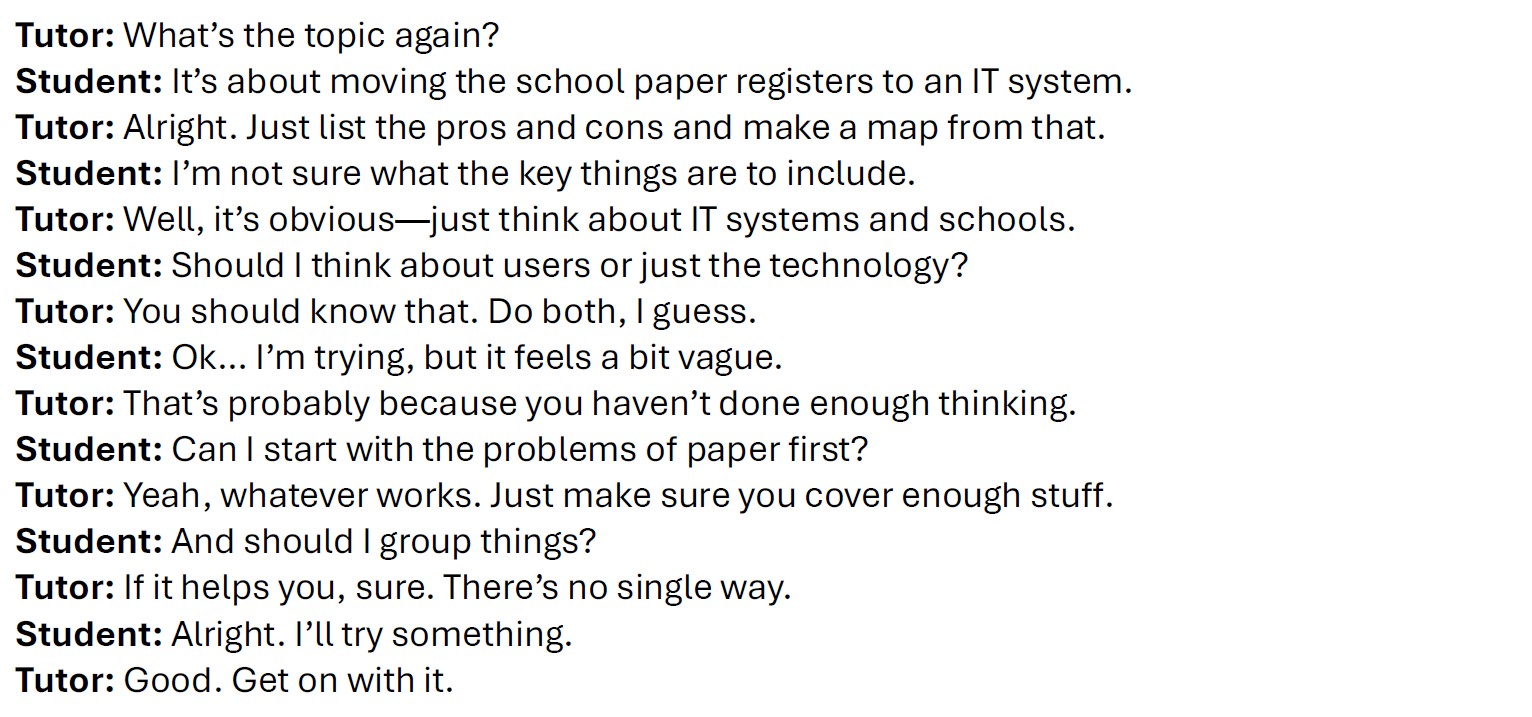 Tutor: What’s the topic again?
Student: It’s about moving the school paper registers to an IT system.
Tutor: Alright. Just list the pros and cons and make a map from that.
Student: I’m not sure what the key things are to include.
Tutor: Well, it’s obvious—just think about IT systems and schools.
Student: Should I think about users or just the technology?
Tutor: You should know that. Do both, I guess.
Student: Ok… I’m trying, but it feels a bit vague.
Tutor: That’s probably because you haven’t done enough thinking.
Student: Can I start with the problems of paper first?
Tutor: Yeah, whatever works. Just make sure you cover enough stuff.
Student: And should I group things?
Tutor: If it helps you, sure. There’s no single way.
Student: Alright. I’ll try something.
Tutor: Good. Get on with it.